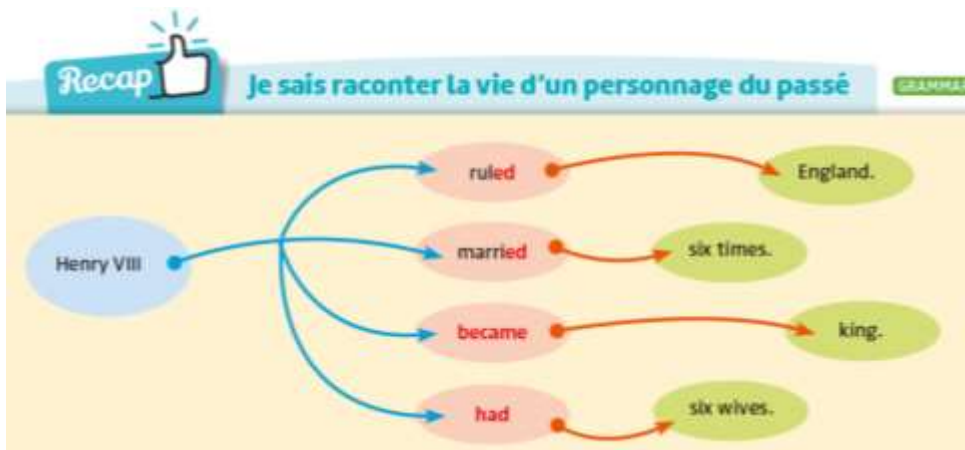 Recap
Je sais raconter la vie d'un personnage du passé
Henry VIII
ruled
England.
married
six times.
became
king.
had
six wives.